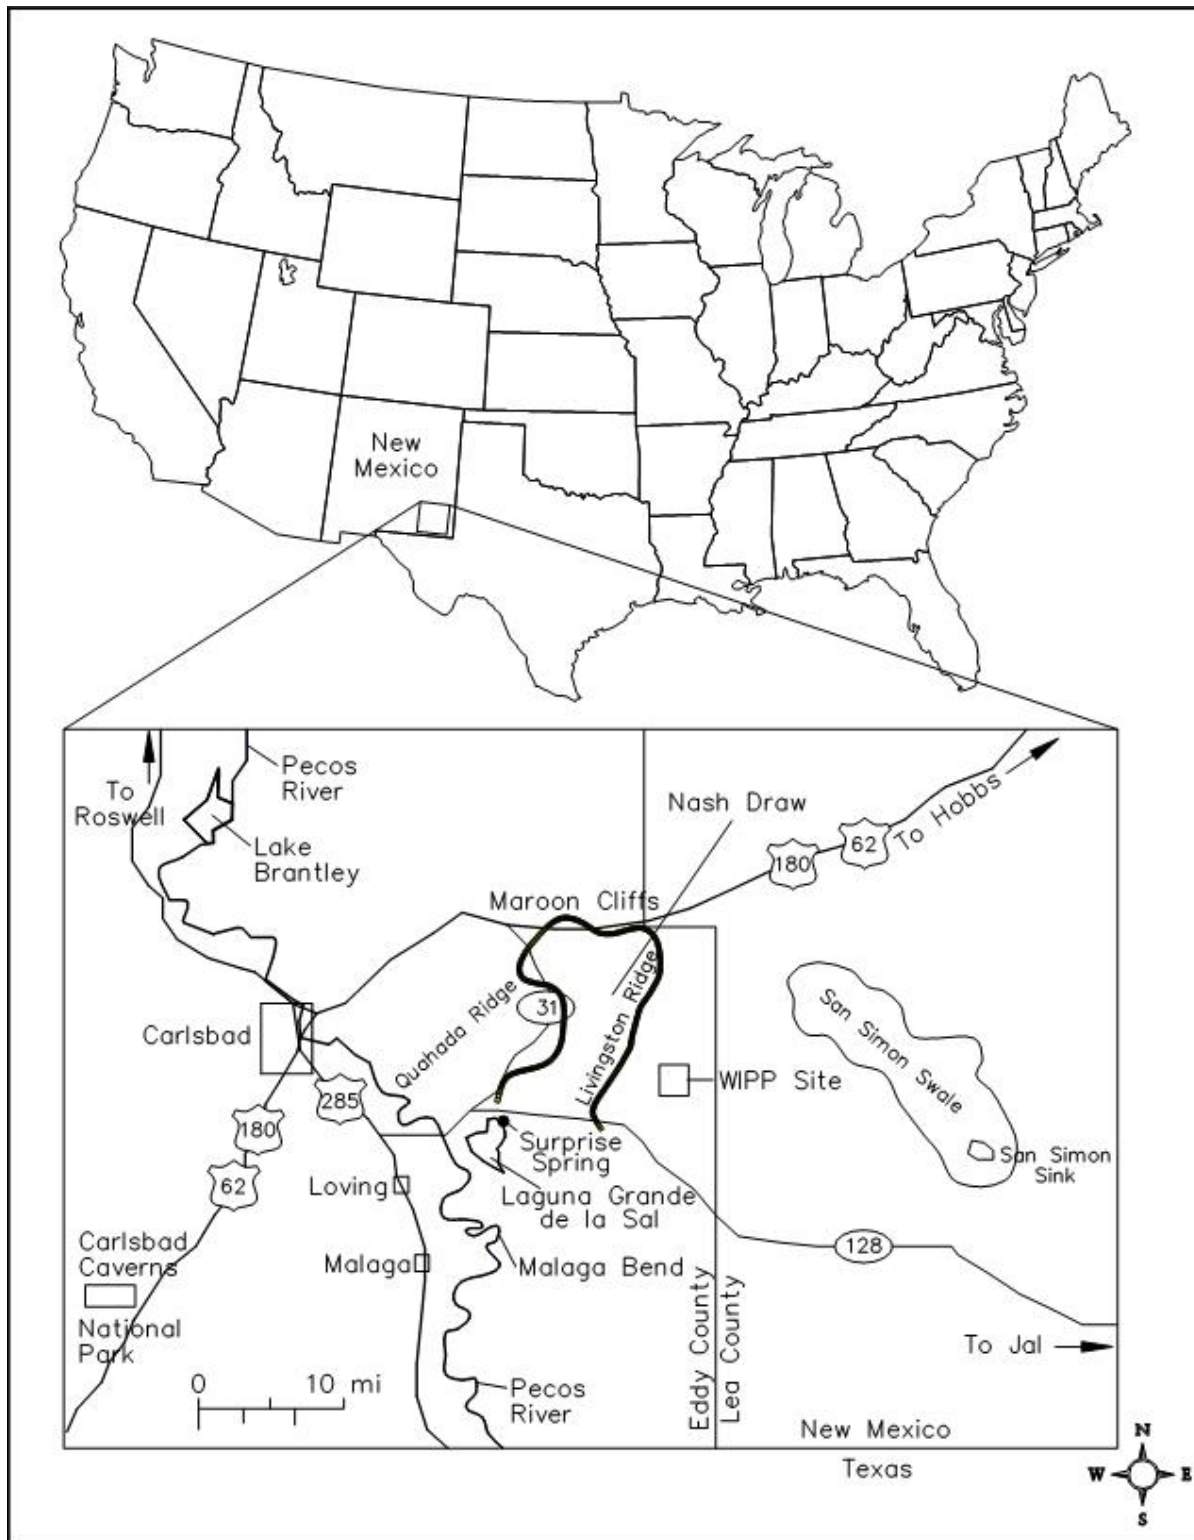 New
Mexico
Pecos
River
To
Roswell
Lake
Brantley
Nash Draw
To Hobbs
62
180
Maroon Cliffs
Quahada Ridge
31
Livingston Ridge
San Simon Swale
Carlsbad
WIPP Site
285
180
62
San Simon
Sink
Surprise
Spring
Loving
Laguna Grande
de la Sal
Malaga
Malaga Bend
128
Carlsbad
Caverns
National
Park
Eddy County
Lea County
To Jal
0 10 mi
Pecos
River
New Mexico
Texas
N
W E
S